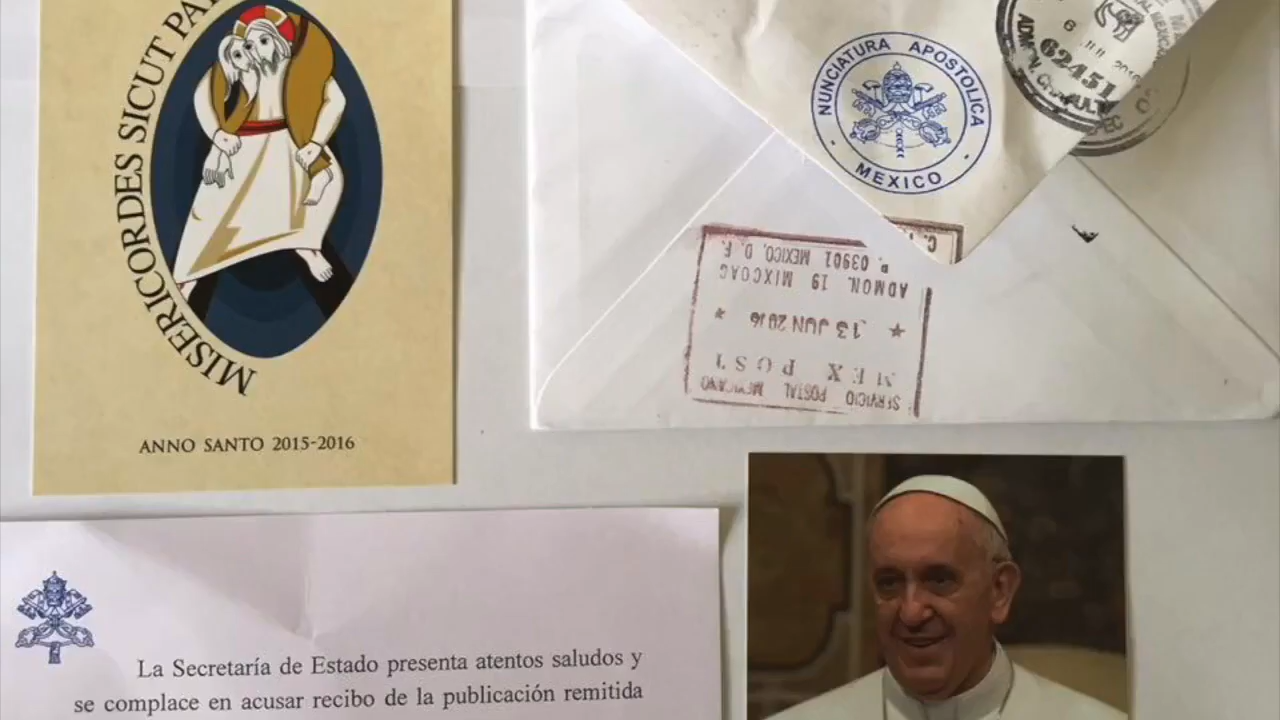 MISERICORDES SICUT PA
ANNO SANTO 2015-2016
NUNCIATURA APOSTOLICA
· MEXICO ·
62451
C.
P. 03901 MEXICO, D. F.
ADMON. 19 MIXCOAC
★ 13 JUN 2016 ★
MEX POST
SERVICIO POSTAL MEXICANO
La Secretaría de Estado presenta atentos saludos y
se complace en acusar recibo de la publicación remitida